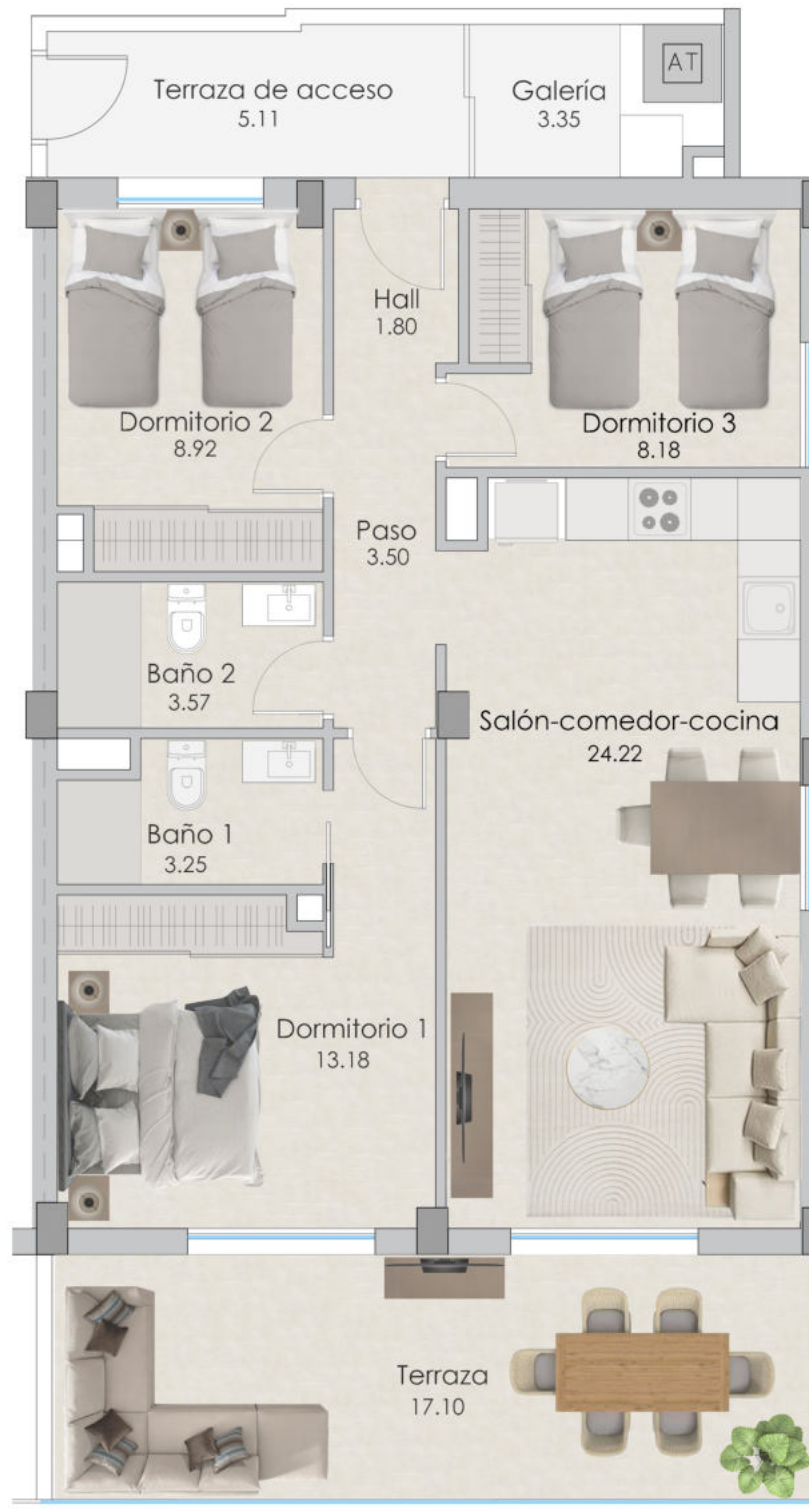 Terraza de acceso
5.11
Galería
3.35
AT
Hall
1.80
Dormitorio 2
8.92
Dormitorio 3
8.18
Paso
3.50
Baño 2
3.57
Salón-comedor-cocina
24.22
Baño 1
3.25
Dormitorio 1
13.18
Terraza
17.10